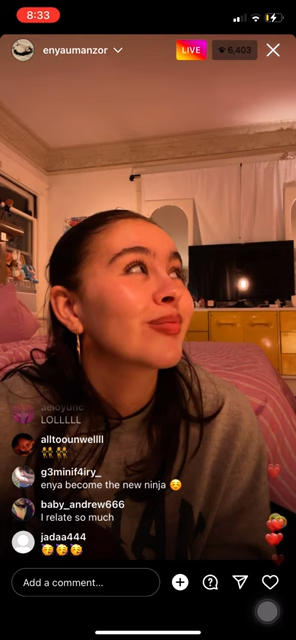 8:33
enyaumanzor
LIVE
6,403
aeloyunc
LOLLLLL
alltoounwellll
g3minif4iry_
enya become the new ninja
baby_andrew666
I relate so much
jadaa444
Add a comment...